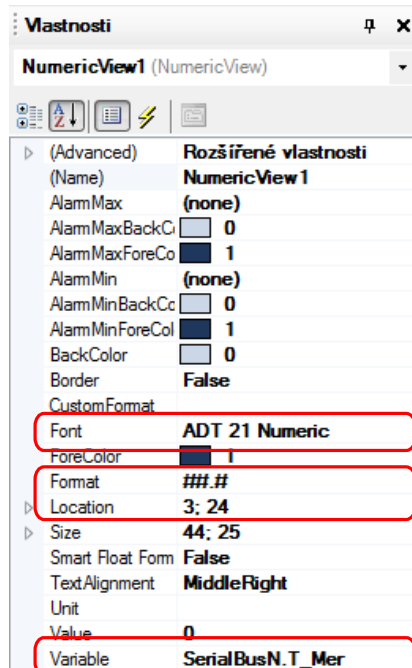 Vlastnosti
NumericView1 (NumericView)
(Advanced) Rozšířené vlastnosti
(Name) NumericView1
AlarmMax (none)
AlarmMaxBackC 0
AlarmMaxForeCo 1
AlarmMin (none)
AlarmMinBackCo 0
AlarmMinForeCol 1
BackColor 0
Border False
CustomFormat
Font ADT 21 Numeric
ForeColor 1
Format ###.#
Location 3; 24
Size 44; 25
Smart Float Form False
TextAlignment MiddleRight
Unit
Value 0
Variable SerialBusN.T_Mer